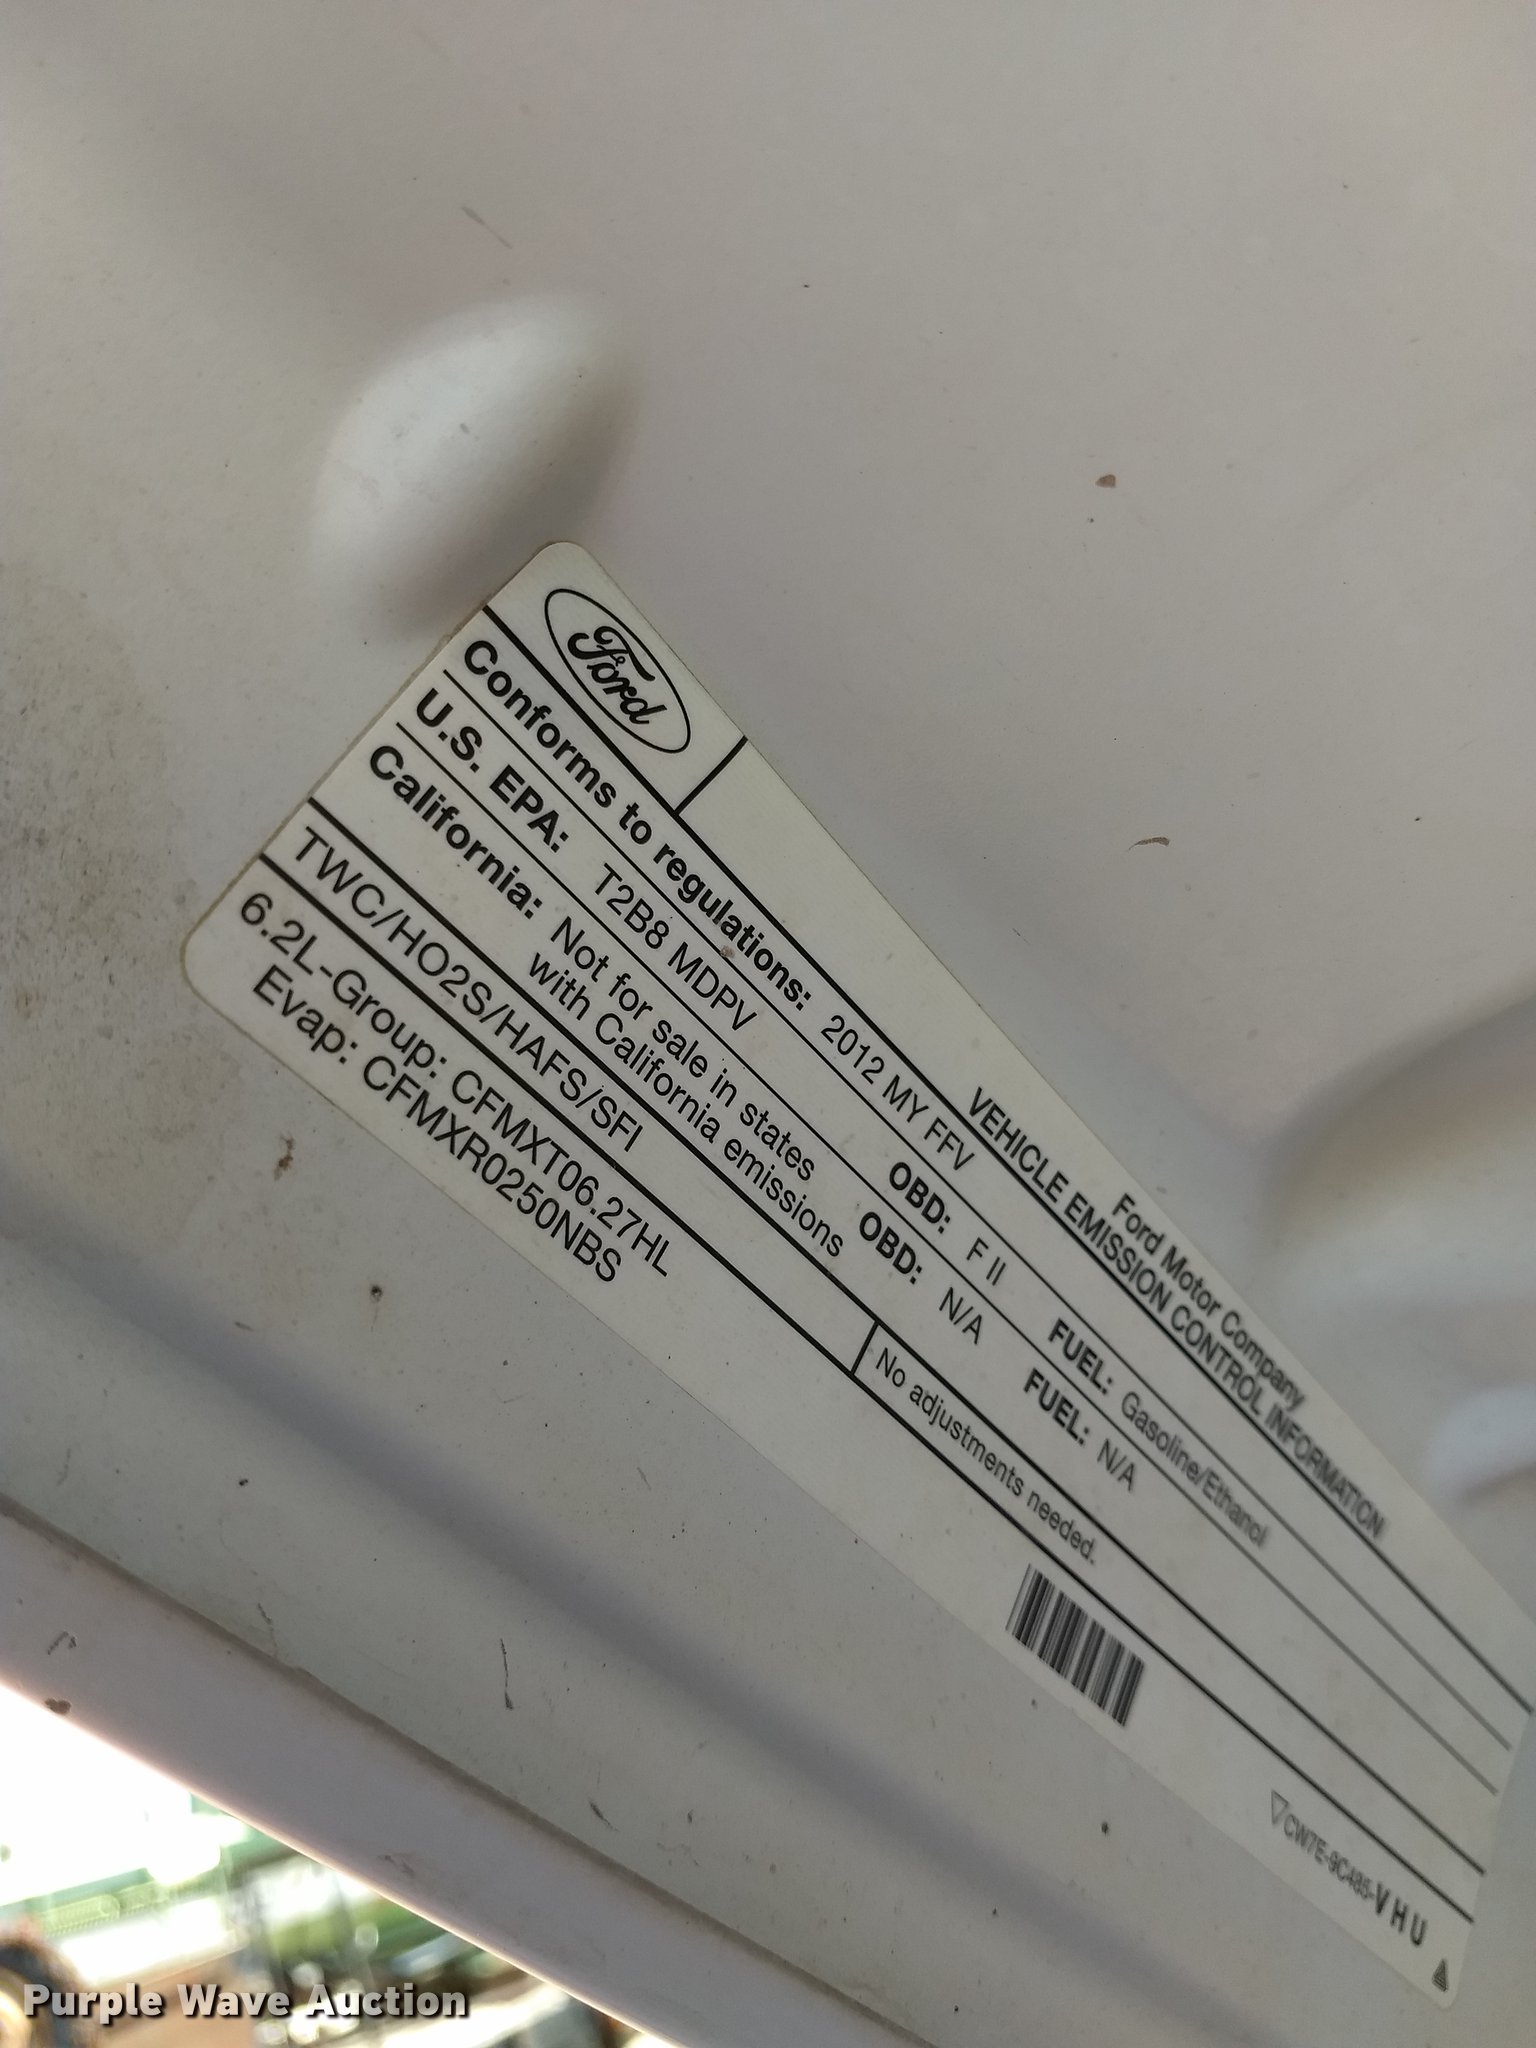 Ford
Ford Motor Company
VEHICLE EMISSION CONTROL INFORMATION
Conforms to regulations: 2012 MY FFV
U.S. EPA: T2B8 MDPV OBD: F II FUEL: Gasoline/Ethanol
California: Not for sale in states with California emissions OBD: N/A FUEL: N/A
TWC/HO2S/HAFS/SFI
No adjustments needed.
6.2L-Group: CFMXT06.27HL
Evap: CFMXR0250NBS
CW7E-9C485-VHU
Purple Wave Auction